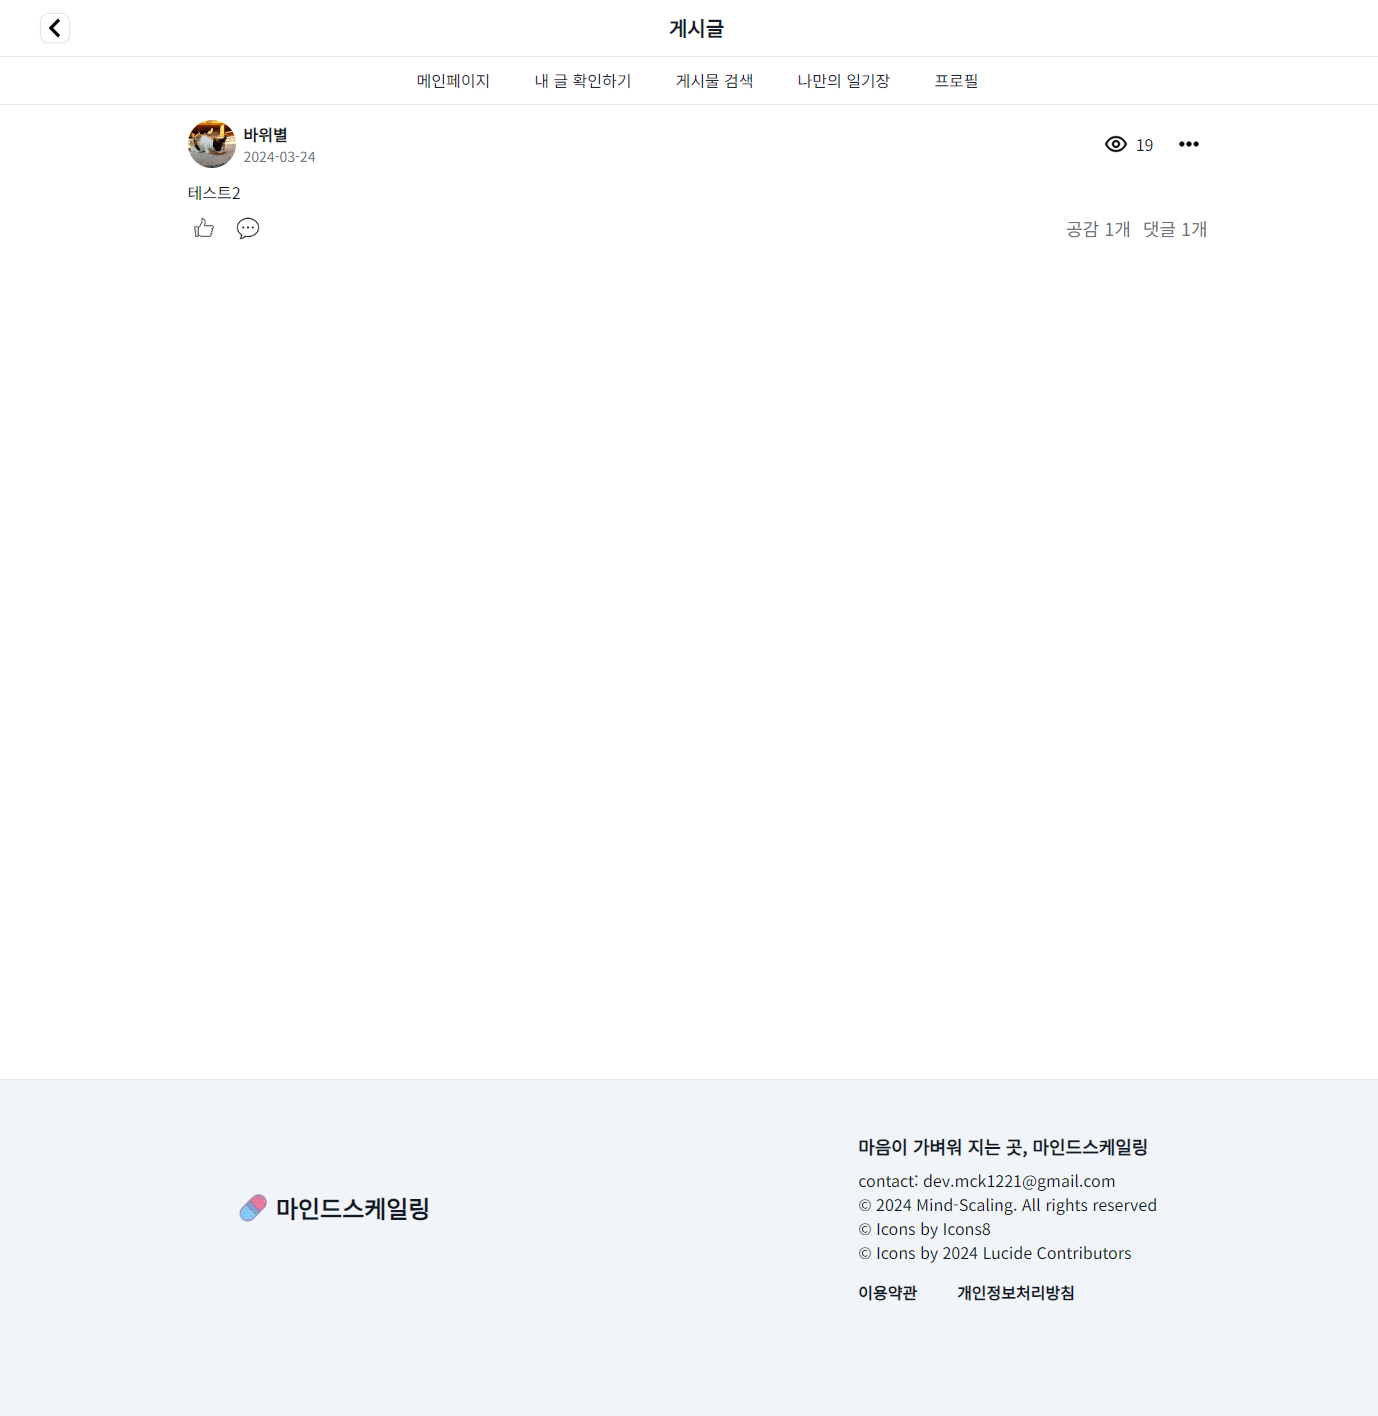 게시글
메인페이지 내 글 확인하기 게시물 검색 나만의 일기장 프로필
바위별
2024-03-24
19
테스트2
공감 1개 댓글 1개
마인드스케일링
마음이 가벼워 지는 곳, 마인드스케일링
contact: dev.mck1221@gmail.com
© 2024 Mind-Scaling. All rights reserved
© Icons by Icons8
© Icons by 2024 Lucide Contributors
이용약관 개인정보처리방침